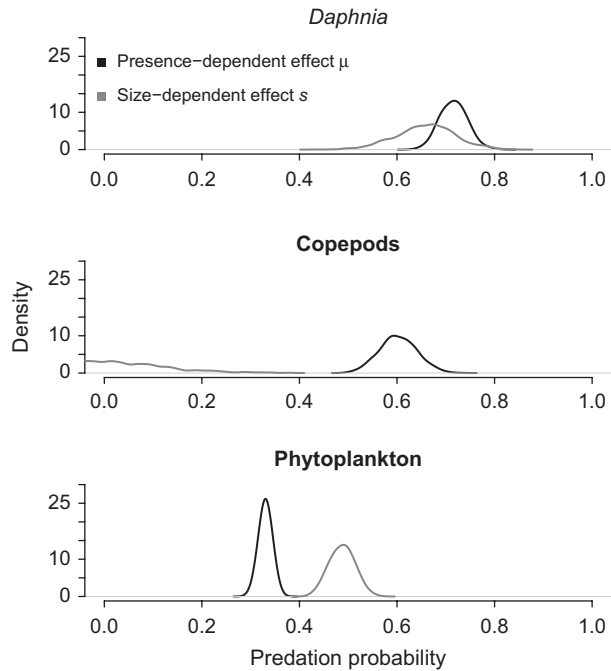 Daphnia
25
10
0
Presence−dependent effect μ
Size−dependent effect s
0.0 0.2 0.4 0.6 0.8 1.0
Copepods
Density
25
10
0
0.0 0.2 0.4 0.6 0.8 1.0
Phytoplankton
25
10
0
0.0 0.2 0.4 0.6 0.8 1.0
Predation probability